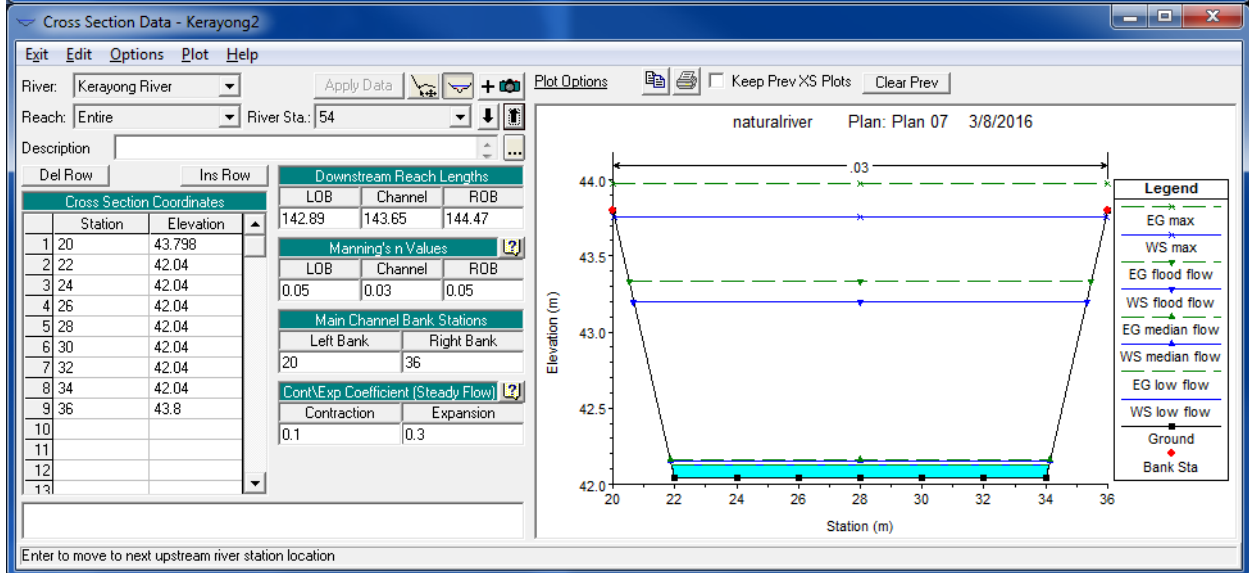 Cross Section Data - Kerayong2
Exit Edit Options Plot Help
River: Kerayong River Apply Data + Plot Options Keep Prev XS Plots Clear Prev
Reach: Entire River Sta.: 54
Description ...
Del Row Ins Row
Cross Section Coordinates
Station Elevation
1 20 43.798
2 22 42.04
3 24 42.04
4 26 42.04
5 28 42.04
6 30 42.04
7 32 42.04
8 34 42.04
9 36 43.8
10
11
12
13
Downstream Reach Lengths
LOB Channel ROB
142.89 143.65 144.47
Manning's n Values ?
LOB Channel ROB
0.05 0.03 0.05
Main Channel Bank Stations
Left Bank Right Bank
20 36
Cont\Exp Coefficient (Steady Flow) ?
Contraction Expansion
0.1 0.3
naturalriver Plan: Plan 07 3/8/2016
.03
44.0
43.5
43.0
42.5
42.0
Elevation (m)
20 22 24 26 28 30 32 34 36
Station (m)
Legend
EG max
WS max
EG flood flow
WS flood flow
EG median flow
WS median flow
EG low flow
WS low flow
Ground
Bank Sta
Enter to move to next upstream river station location